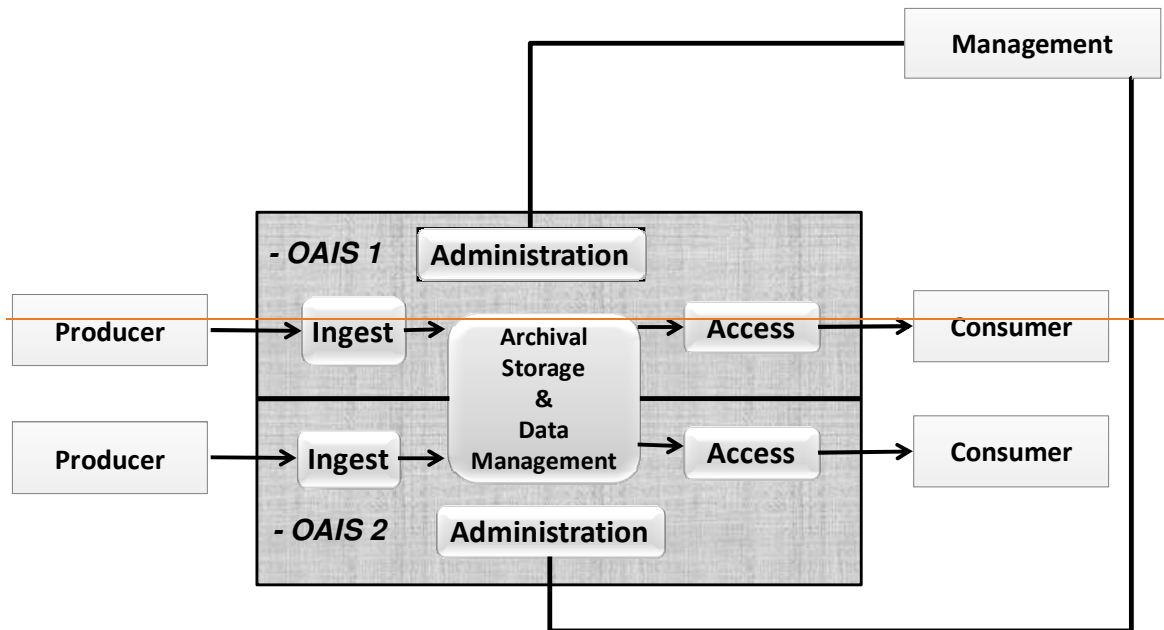 Management
- OAIS 1
Administration
Producer
Ingest
Archival
Storage
&
Data
Management
Access
Consumer
Producer
Ingest
Access
Consumer
- OAIS 2
Administration